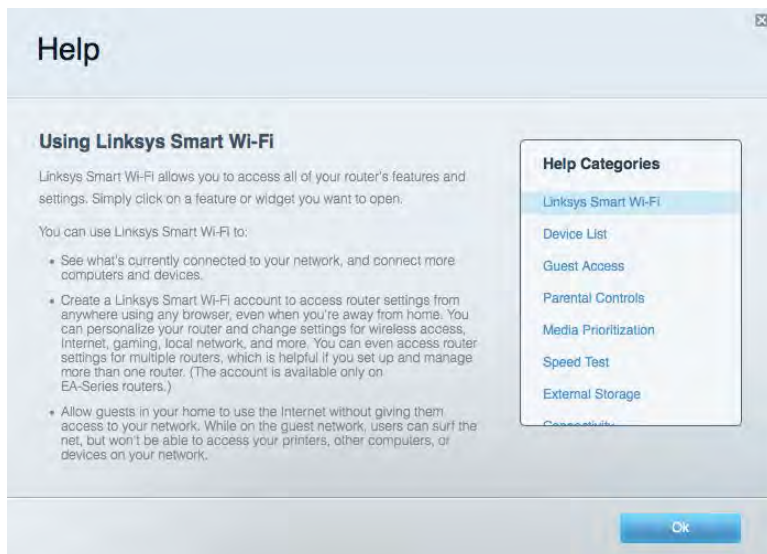 Help
Using Linksys Smart Wi-Fi
Linksys Smart Wi-Fi allows you to access all of your router's features and
settings. Simply click on a feature or widget you want to open.
You can use Linksys Smart Wi-Fi to:
• See what's currently connected to your network, and connect more
computers and devices.
• Create a Linksys Smart Wi-Fi account to access router settings from
anywhere using any browser, even when you're away from home. You
can personalize your router and change settings for wireless access,
Internet, gaming, local network, and more. You can even access router
settings for multiple routers, which is helpful if you set up and manage
more than one router. (The account is available only on
EA-Series routers.)
• Allow guests in your home to use the Internet without giving them
access to your network. While on the guest network, users can surf the
net, but won't be able to access your printers, other computers, or
devices on your network.
Help Categories
Linksys Smart Wi-Fi
Device List
Guest Access
Parental Controls
Media Prioritization
Speed Test
External Storage
Connectivity
Ok